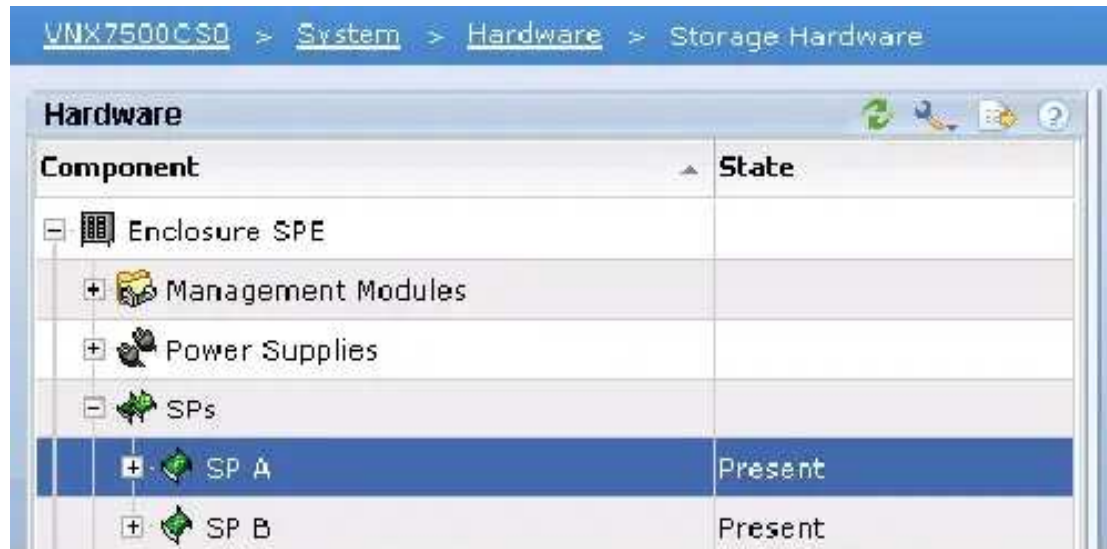 VNX7500CS0 > System > Hardware > Storage Hardware
Hardware
Component State
Enclosure SPE
Management Modules
Power Supplies
SPs
SP A Present
SP B Present